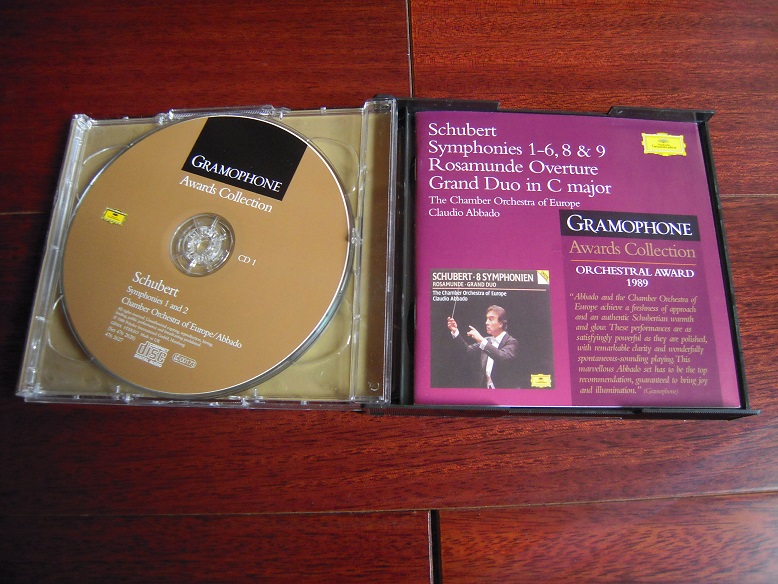 GRAMOPHONE
Awards Collection
CD 1
Schubert
Symphonies 1 and 2
Chamber Orchestra of Europe/Abbado
COMPACT
disc
DIGITAL AUDIO
Schubert
Symphonies 1-6, 8 & 9
Rosamunde Overture
Grand Duo in C major
The Chamber Orchestra of Europe
Claudio Abbado
GRAMOPHONE
Awards Collection
ORCHESTRAL AWARD
1989
"Abbado and the Chamber Orchestra of
Europe achieve a freshness of approach
and an authentic Schubertian warmth
and glow. These performances are as
satisfyingly powerful as they are polished,
with remarkable clarity and wonderfully
spontaneous-sounding playing. This
marvellous Abbado set has to be the top
recommendation, guaranteed to bring joy
and illumination." (Gramophone)
SCHUBERT·8 SYMPHONIEN
ROSAMUNDE·GRAND DUO
The Chamber Orchestra of Europe
Claudio Abbado